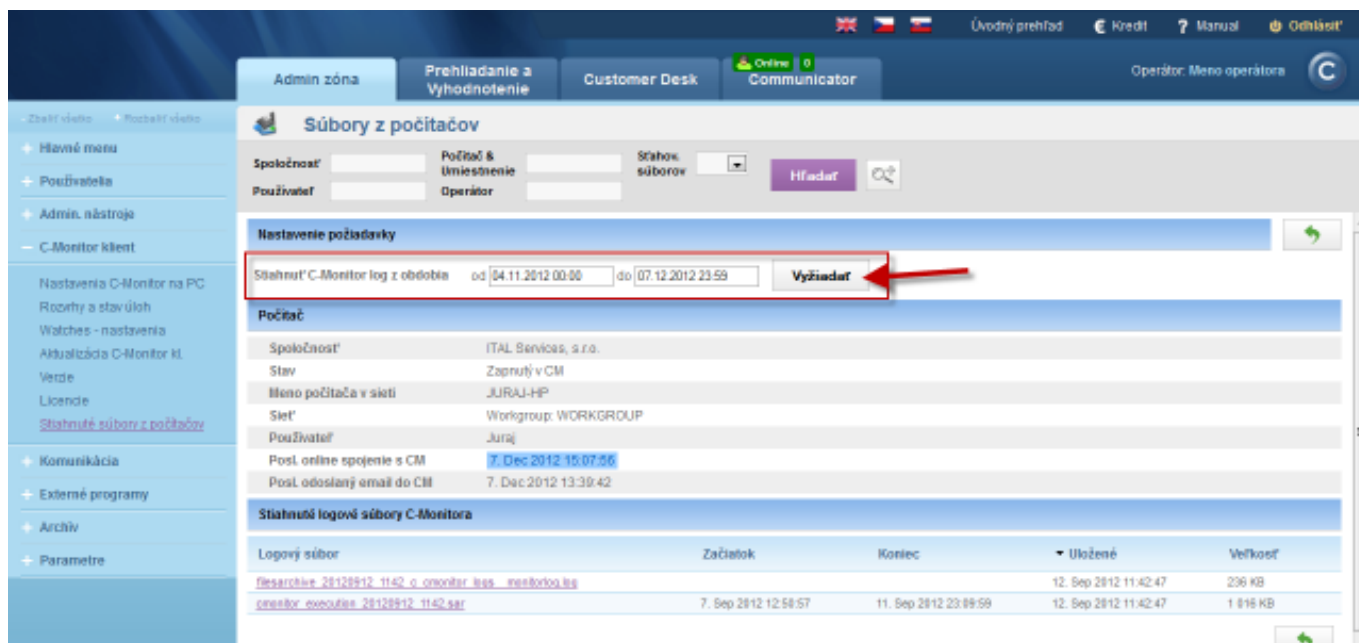 Úvodný prehľad € Kredit ? Manual Odhlásiť
Admin zóna
Prehliadanie a
Vyhodnotenie
Customer Desk
Online 0
Communicator
Operátor: Meno operátora
- Zbaliť všetko + Rozbaliť všetko
+ Hlavné menu
+ Používatelia
+ Admin. nástroje
- C-Monitor klient
Nastavenia C-Monitor na PC
Rozvrhy a stav úloh
Watches - nastavenia
Aktualizácia C-Monitor kl.
Verzie
Licencie
Stiahnuté súbory z počítačov
+ Komunikácia
+ Externé programy
+ Archív
+ Parametre
Súbory z počítačov
Spoločnosť
Počítač &
Umiestnenie
Sťahov.
súborov
Hľadať
Používateľ Operátor
Nastavenie požiadavky
Stiahnuť C-Monitor log z obdobia od 04.11.2012 00:00 do 07.12.2012 23:59 Vyžiadať
Počítač
Spoločnosť ITAL Services, s.r.o.
Stav Zapnutý v CM
Meno počítača v sieti JURAJ-HP
Sieť Workgroup: WORKGROUP
Používateľ Juraj
Posl. online spojenie s CM 7. Dec 2012 15:07:56
Posl. odoslaný email do CM 7. Dec 2012 13:39:42
Stiahnuté logové súbory C-Monitora
Logový súbor Začiatok Koniec Uložené Veľkosť
filesarchive_20120912_1142_c_cmonitor_logs__monitorlog.log 12. Sep 2012 11:42:47 236 KB
cmonitor_execution_20120912_1142.sar 7. Sep 2012 12:50:57 11. Sep 2012 23:09:59 12. Sep 2012 11:42:47 1 016 KB